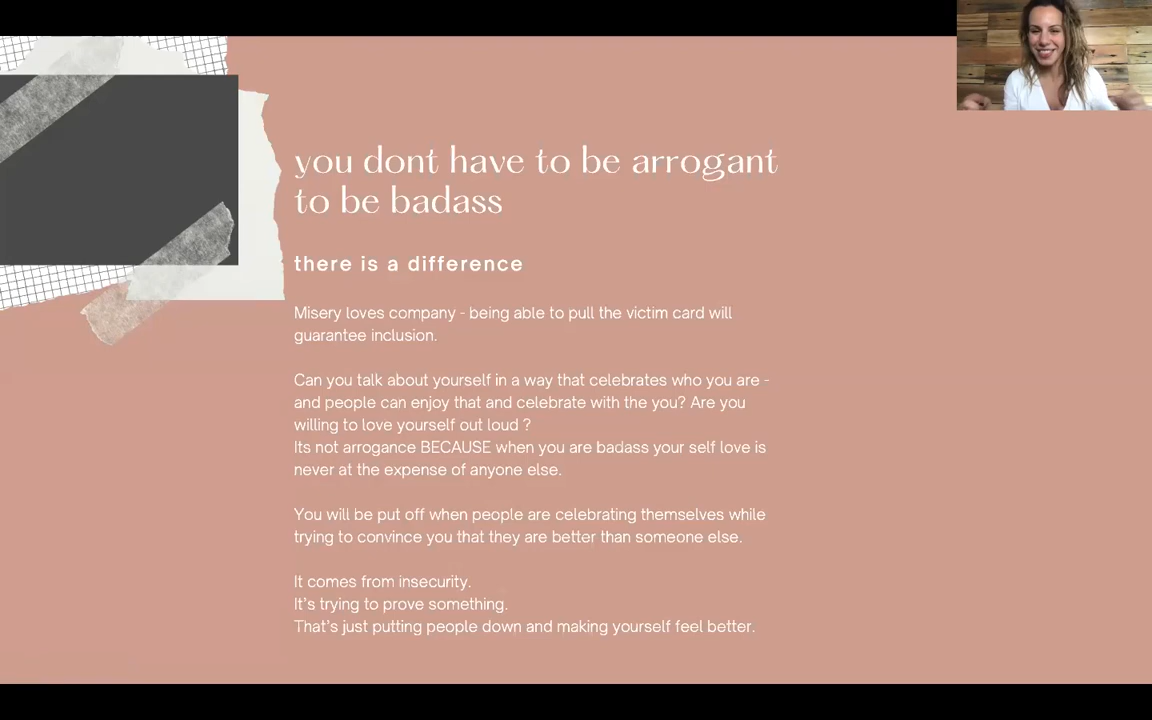 you dont have to be arrogant
to be badass
there is a difference
Misery loves company - being able to pull the victim card will
guarantee inclusion.
Can you talk about yourself in a way that celebrates who you are -
and people can enjoy that and celebrate with the you? Are you
willing to love yourself out loud ?
Its not arrogance BECAUSE when you are badass your self love is
never at the expense of anyone else.
You will be put off when people are celebrating themselves while
trying to convince you that they are better than someone else.
It comes from insecurity.
It's trying to prove something.
That's just putting people down and making yourself feel better.